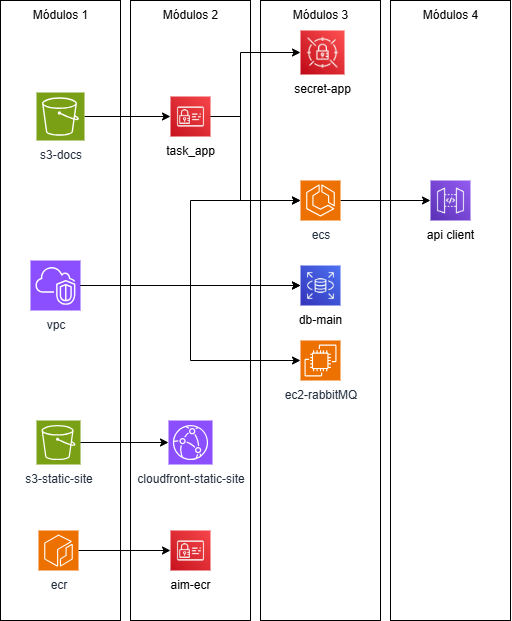 Módulos 1
Módulos 2
Módulos 3
Módulos 4
secret-app
s3-docs
task_app
ecs
api client
vpc
db-main
ec2-rabbitMQ
s3-static-site
cloudfront-static-site
ecr
aim-ecr